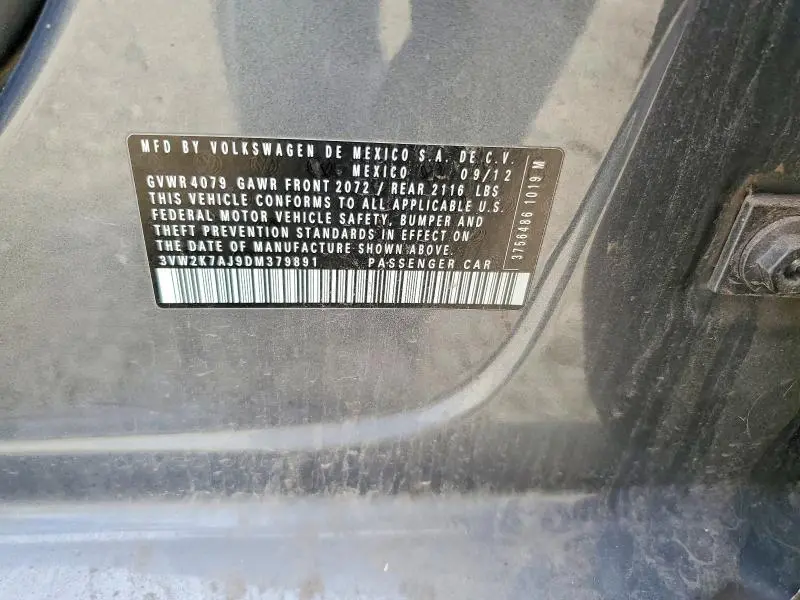 MFD BY VOLKSWAGEN DE MEXICO S.A. DE C.V.
MEXICO 09/12
GVWR 4079 GAWR FRONT 2072 / REAR 2116 LBS
THIS VEHICLE CONFORMS TO ALL APPLICABLE U.S.
FEDERAL MOTOR VEHICLE SAFETY, BUMPER AND
THEFT PREVENTION STANDARDS IN EFFECT ON
THE DATE OF MANUFACTURE SHOWN ABOVE.
3VW2K7AJ9DM379891 PASSENGER CAR
3756486 1019 M